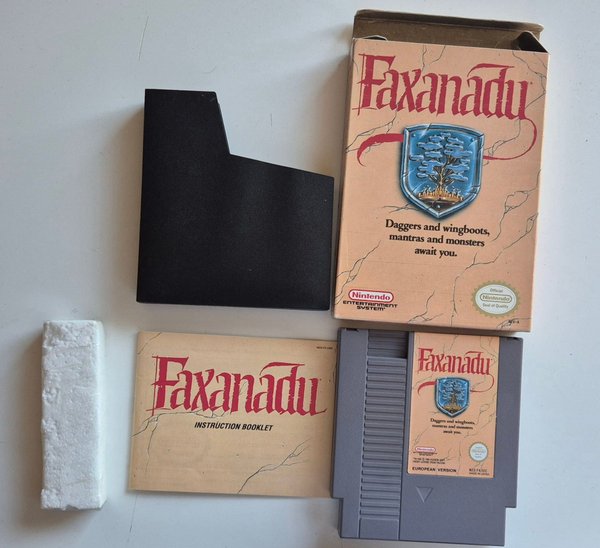 Faxanadu
Daggers and wingboots,
mantras and monsters
await you.
Nintendo
ENTERTAINMENT
SYSTEM
Official
Nintendo
Seal of Quality
Faxanadu
INSTRUCTION BOOKLET
Faxanadu
Daggers and wingboots,
mantras and monsters
await you.
Nintendo
EUROPEAN VERSION